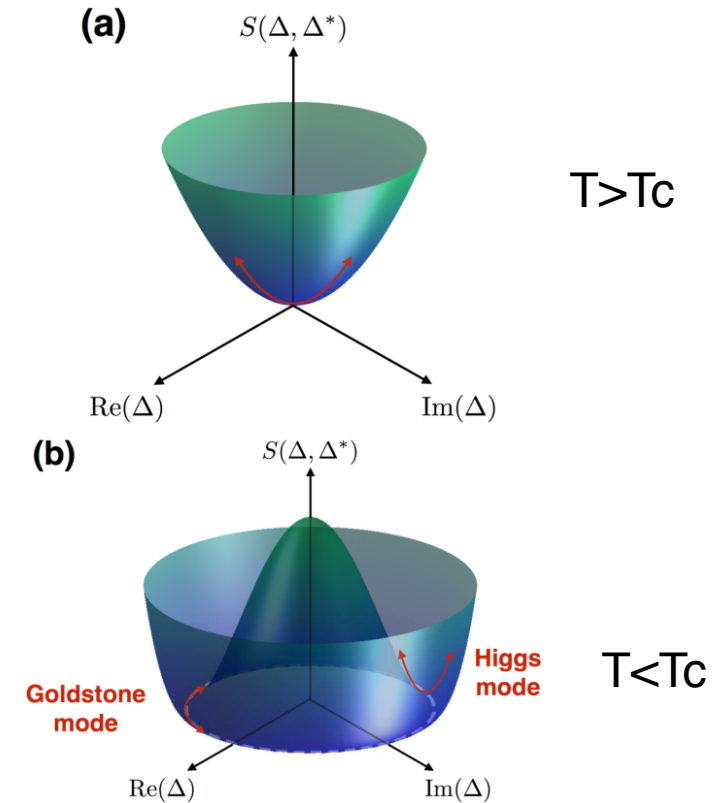 (a)
S(Δ, Δ*)
T>Tc
Re(Δ)
Im(Δ)
(b)
S(Δ, Δ*)
Higgs
mode
T<Tc
Goldstone
mode
Re(Δ)
Im(Δ)